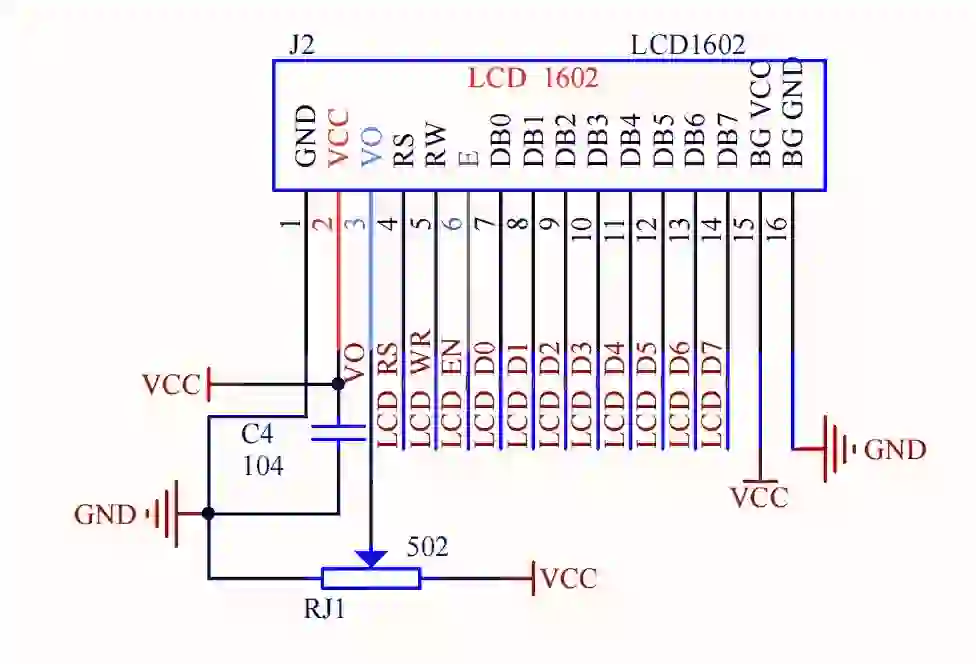 J2
LCD1602
LCD 1602
GND
VCC
VO
RS
RW
E
DB0
DB1
DB2
DB3
DB4
DB5
DB6
DB7
BG VCC
BG GND
1
2
3
4
5
6
7
8
9
10
11
12
13
14
15
16
VO
LCD RS
LCD WR
LCD EN
LCD D0
LCD D1
LCD D2
LCD D3
LCD D4
LCD D5
LCD D6
LCD D7
VCC
C4
104
GND
VCC
GND
502
VCC
RJ1